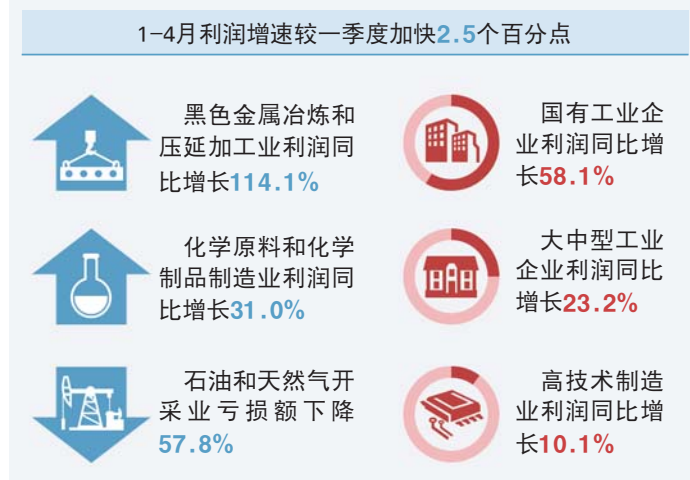 1-4月利润增速较一季度加快2.5个百分点
黑色金属冶炼和
压延加工业利润同
比增长114.1%
国有工业企
业利润同比增
长58.1%
化学原料和化学
制品制造业利润同
比增长31.0%
大中型工业
企业利润同比
增长23.2%
石油和天然气开
采业亏损额下降
57.8%
高技术制造
业利润同比增
长10.1%